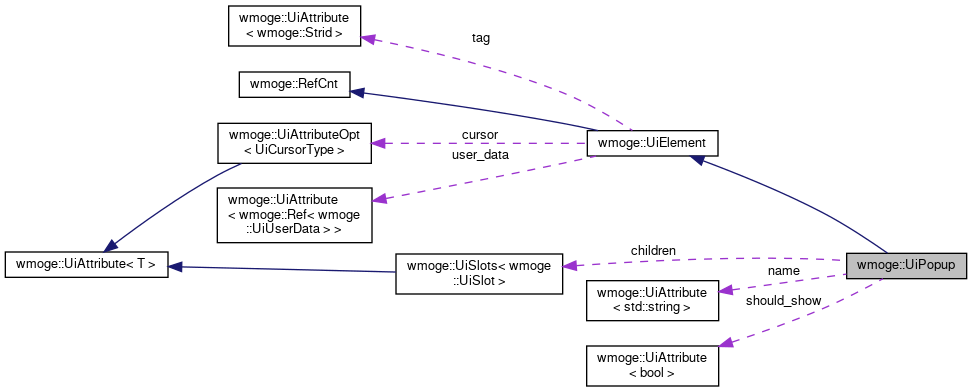 wmoge::UiAttribute
< wmoge::Strid >
tag
wmoge::RefCnt
wmoge::UiAttributeOpt
< UiCursorType >
cursor
wmoge::UiElement
user_data
wmoge::UiAttribute
< wmoge::Ref< wmoge
::UiUserData > >
wmoge::UiAttribute< T >
wmoge::UiSlots< wmoge
::UiSlot >
children
wmoge::UiPopup
name
wmoge::UiAttribute
< std::string >
should_show
wmoge::UiAttribute
< bool >